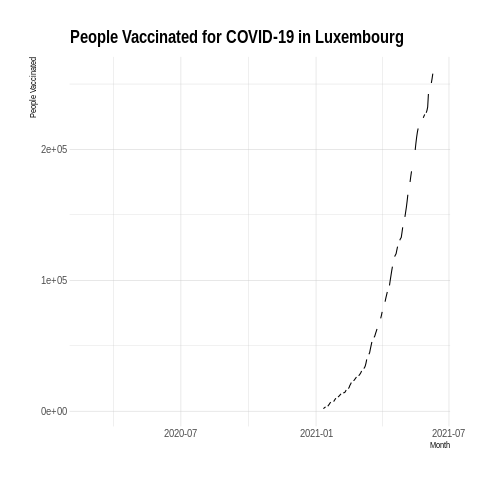 People Vaccinated for COVID-19 in Luxembourg
People Vaccinated
2e+05
1e+05
0e+00
2020-07
2021-01
2021-07
Month